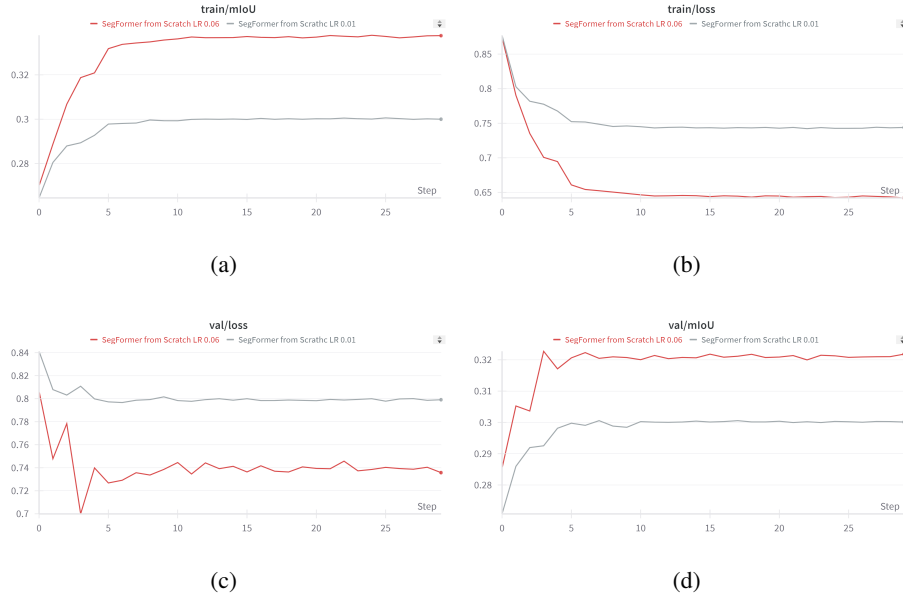 train/mIoU
SegFormer from Scratch LR 0.06 SegFormer from Scrathc LR 0.01
0.32
0.3
0.28
Step
0 5 10 15 20 25
(a)
train/loss
SegFormer from Scratch LR 0.06 SegFormer from Scrathc LR 0.01
0.85
0.8
0.75
0.7
0.65
Step
0 5 10 15 20 25
(b)
val/loss
SegFormer from Scratch LR 0.06 SegFormer from Scrathc LR 0.01
0.84
0.82
0.8
0.78
0.76
0.74
0.72
0.7
Step
0 5 10 15 20 25
(c)
val/mIoU
SegFormer from Scratch LR 0.06 SegFormer from Scrathc LR 0.01
0.32
0.31
0.3
0.29
0.28
Step
0 5 10 15 20 25
(d)